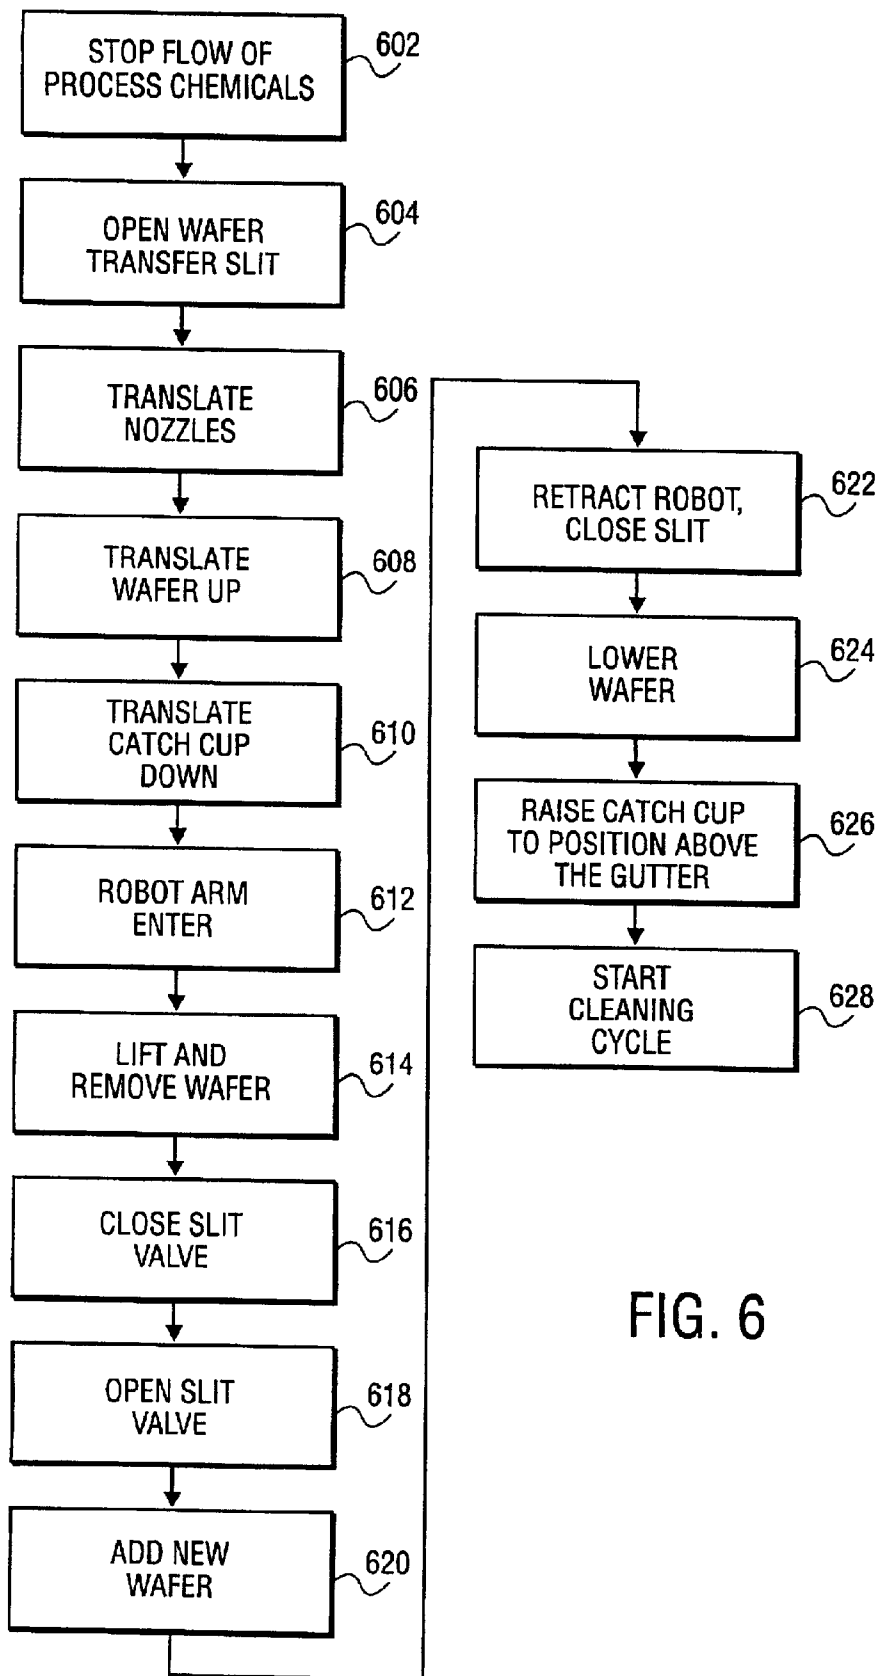 STOP FLOW OF
PROCESS CHEMICALS
602
OPEN WAFER
TRANSFER SLIT
604
TRANSLATE
NOZZLES
606
TRANSLATE
WAFER UP
608
TRANSLATE
CATCH CUP
DOWN
610
ROBOT ARM
ENTER
612
LIFT AND
REMOVE WAFER
614
CLOSE SLIT
VALVE
616
OPEN SLIT
VALVE
618
ADD NEW
WAFER
620
RETRACT ROBOT,
CLOSE SLIT
622
LOWER
WAFER
624
RAISE CATCH CUP
TO POSITION ABOVE
THE GUTTER
626
START
CLEANING
CYCLE
628
FIG. 6